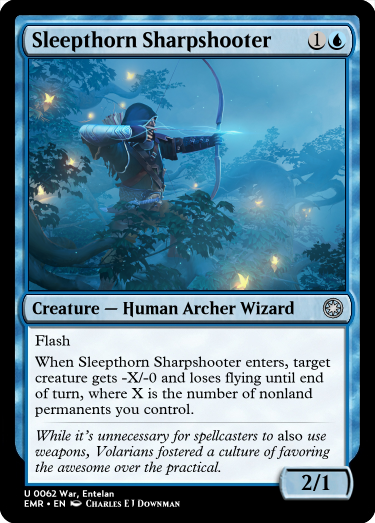 Sleepthorn Sharpshooter 1
Creature — Human Archer Wizard
Flash
When Sleepthorn Sharpshooter enters, target
creature gets -X/-0 and loses flying until end
of turn, where X is the number of nonland
permanents you control.
While it's unnecessary for spellcasters to also use
weapons, Volarians fostered a culture of favoring
the awesome over the practical.
2/1
U 0062 War, Entelan
EMR • EN Charles E J Downman